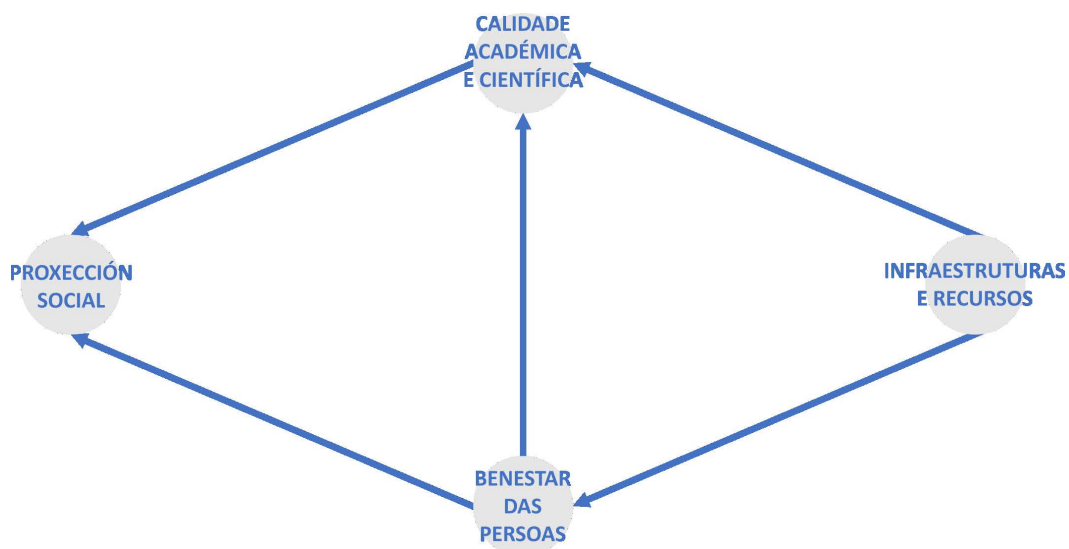 CALIDADE
ACADÉMICA
E CIENTÍFICA
PROXECCIÓN
SOCIAL
INFRAESTRUTURAS
E RECURSOS
BENESTAR
DAS
PERSOAS